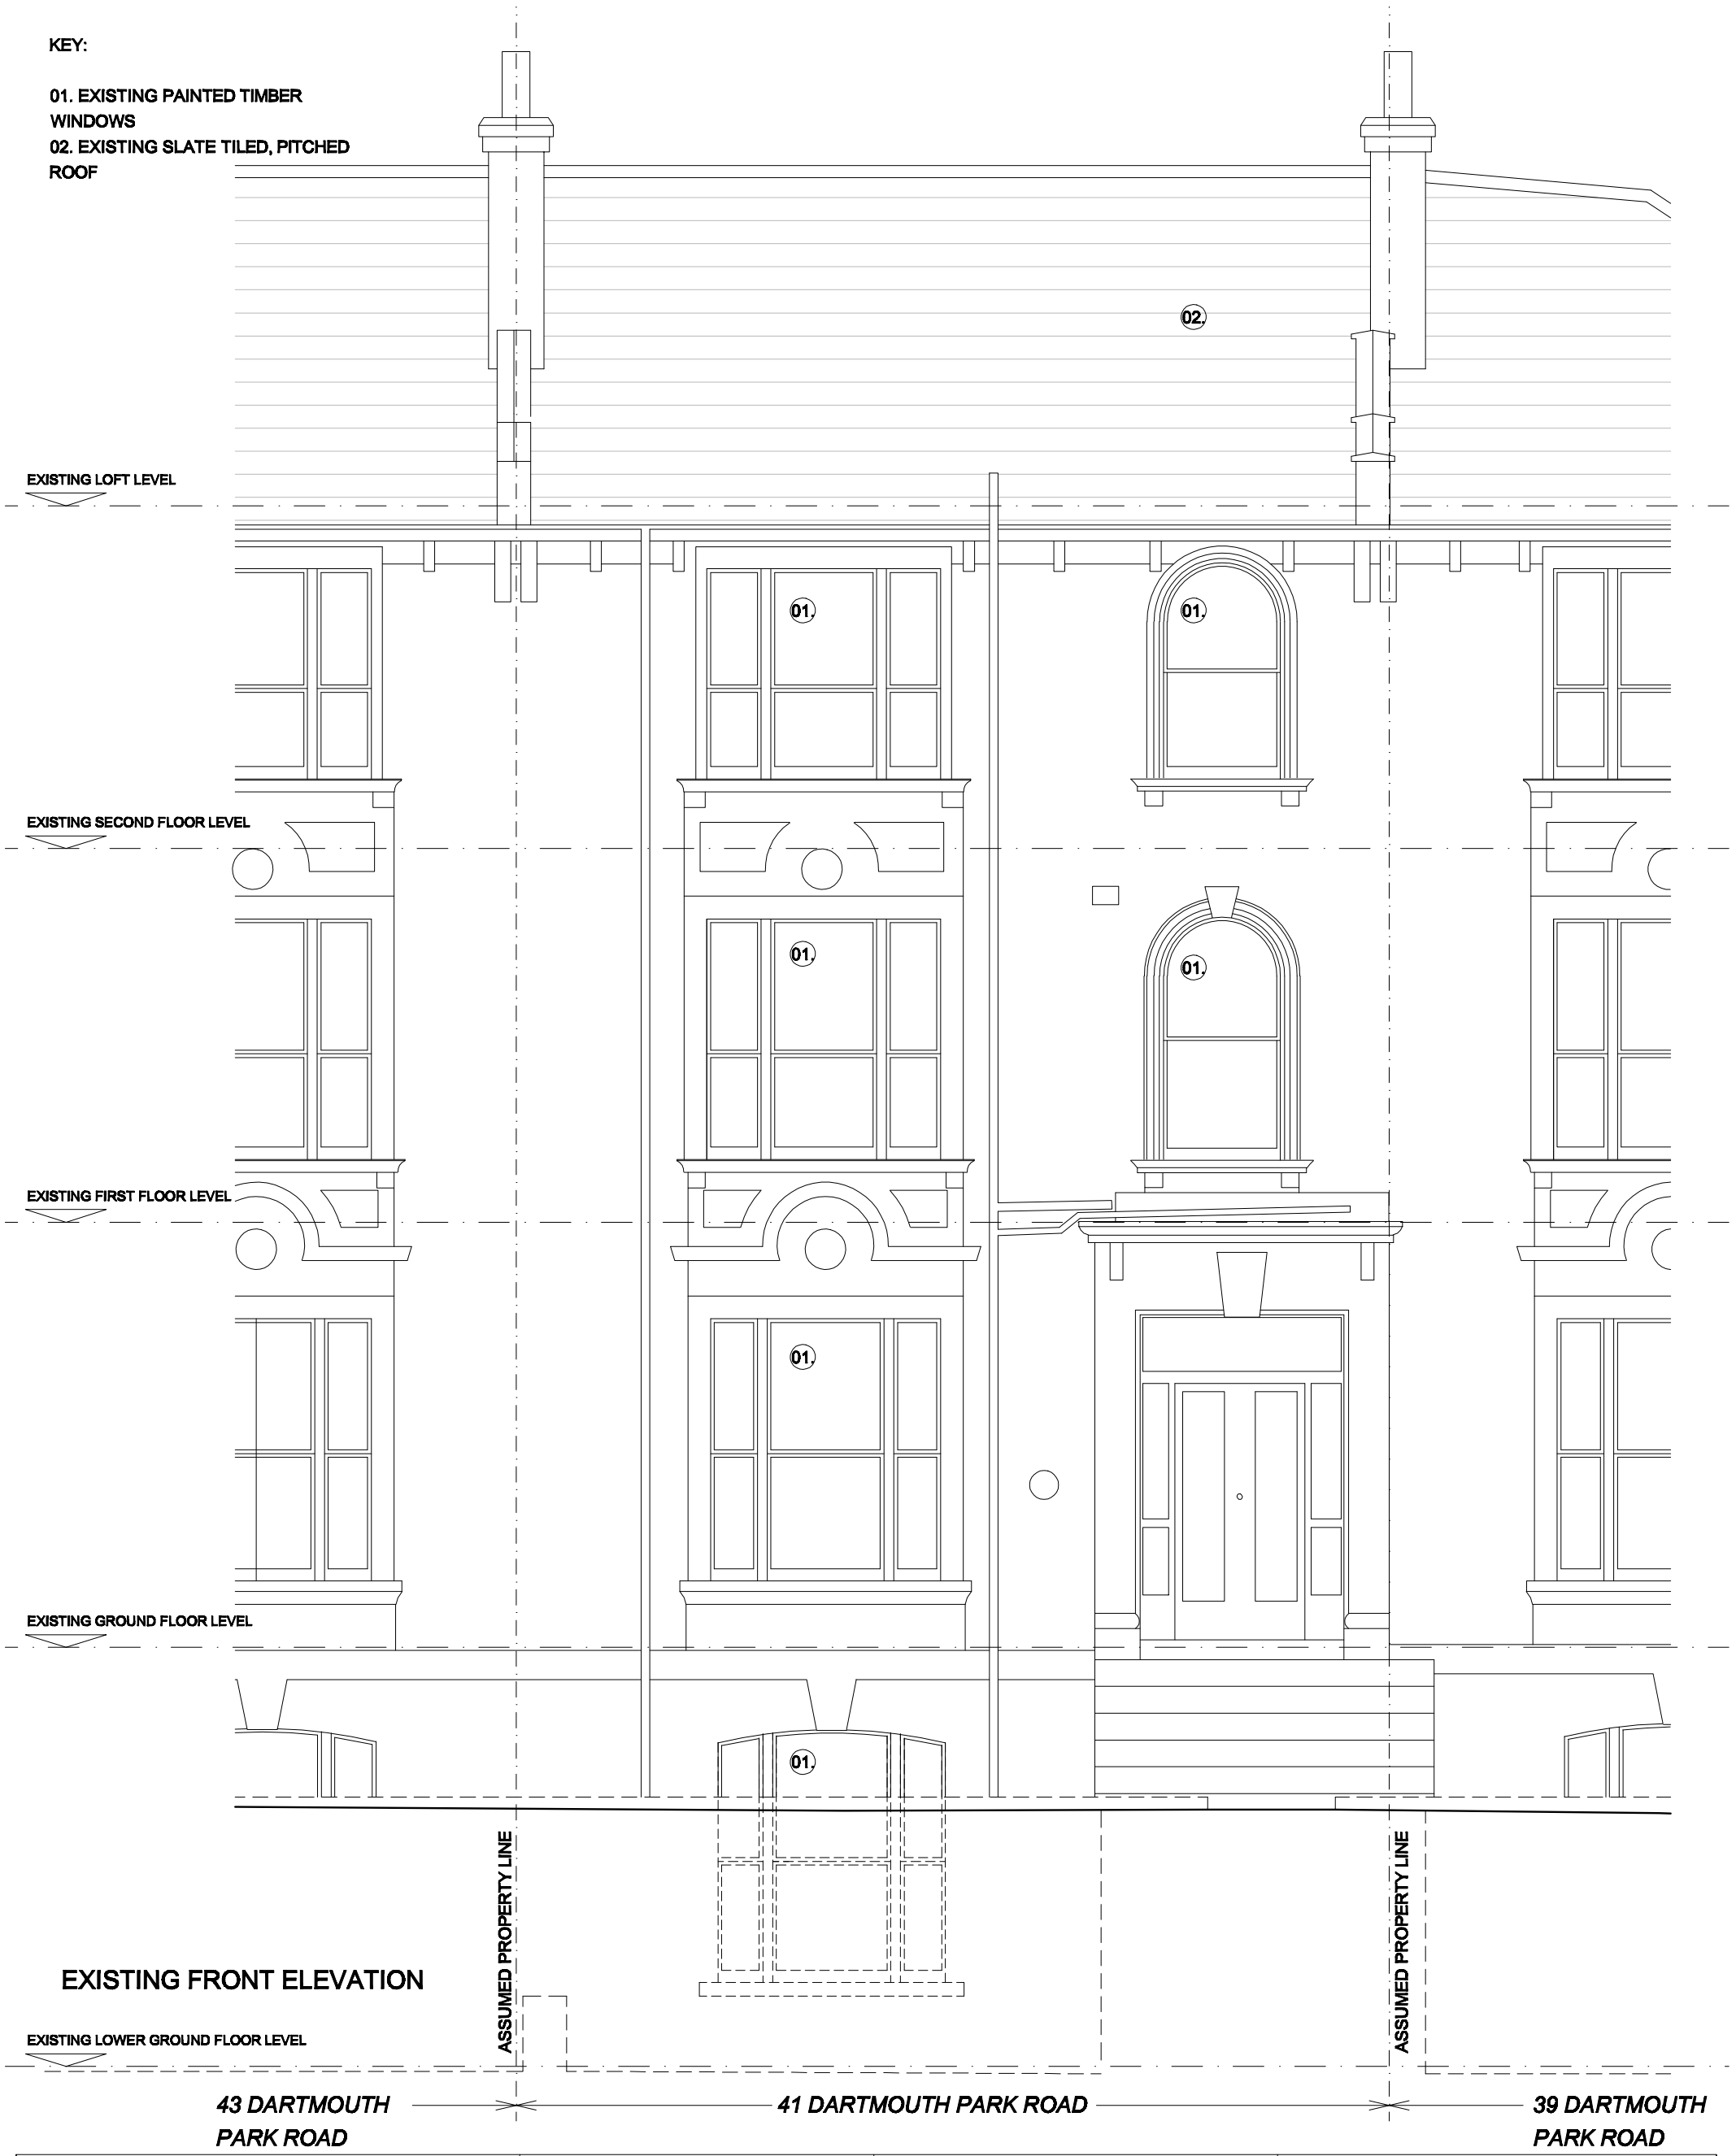 KEY:
01. EXISTING PAINTED TIMBER
WINDOWS
02. EXISTING SLATE TILED, PITCHED
ROOF
02.
EXISTING LOFT LEVEL
01.
01.
EXISTING SECOND FLOOR LEVEL
01.
01.
EXISTING FIRST FLOOR LEVEL
01.
EXISTING GROUND FLOOR LEVEL
01.
ASSUMED PROPERTY LINE
ASSUMED PROPERTY LINE
EXISTING FRONT ELEVATION
EXISTING LOWER GROUND FLOOR LEVEL
43 DARTMOUTH
PARK ROAD
41 DARTMOUTH PARK ROAD
39 DARTMOUTH
PARK ROAD